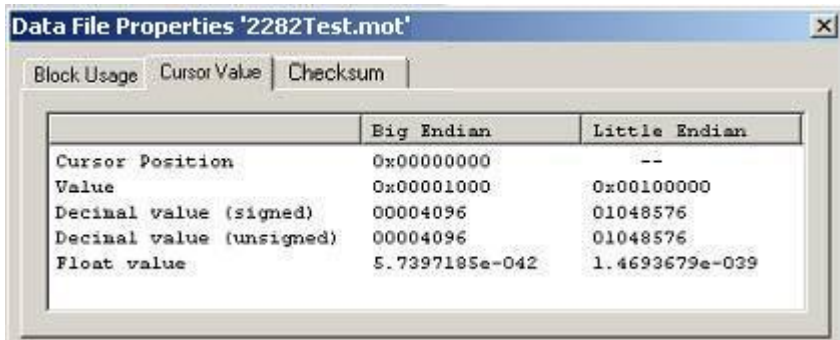 Data File Properties '2282Test.mot'
Block Usage Cursor Value Checksum
Big Endian Little Endian
Cursor Position 0x00000000 --
Value 0x00001000 0x00100000
Decimal value (signed) 00004096 01048576
Decimal value (unsigned) 00004096 01048576
Float value 5.7397185e-042 1.4693679e-039